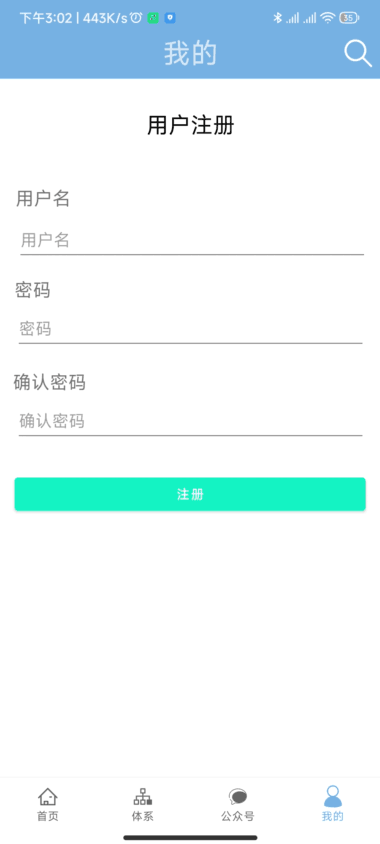 下午3:02 | 443K/s
35
我的
用户注册
用户名
用户名
密码
密码
确认密码
确认密码
注册
首页
体系
公众号
我的